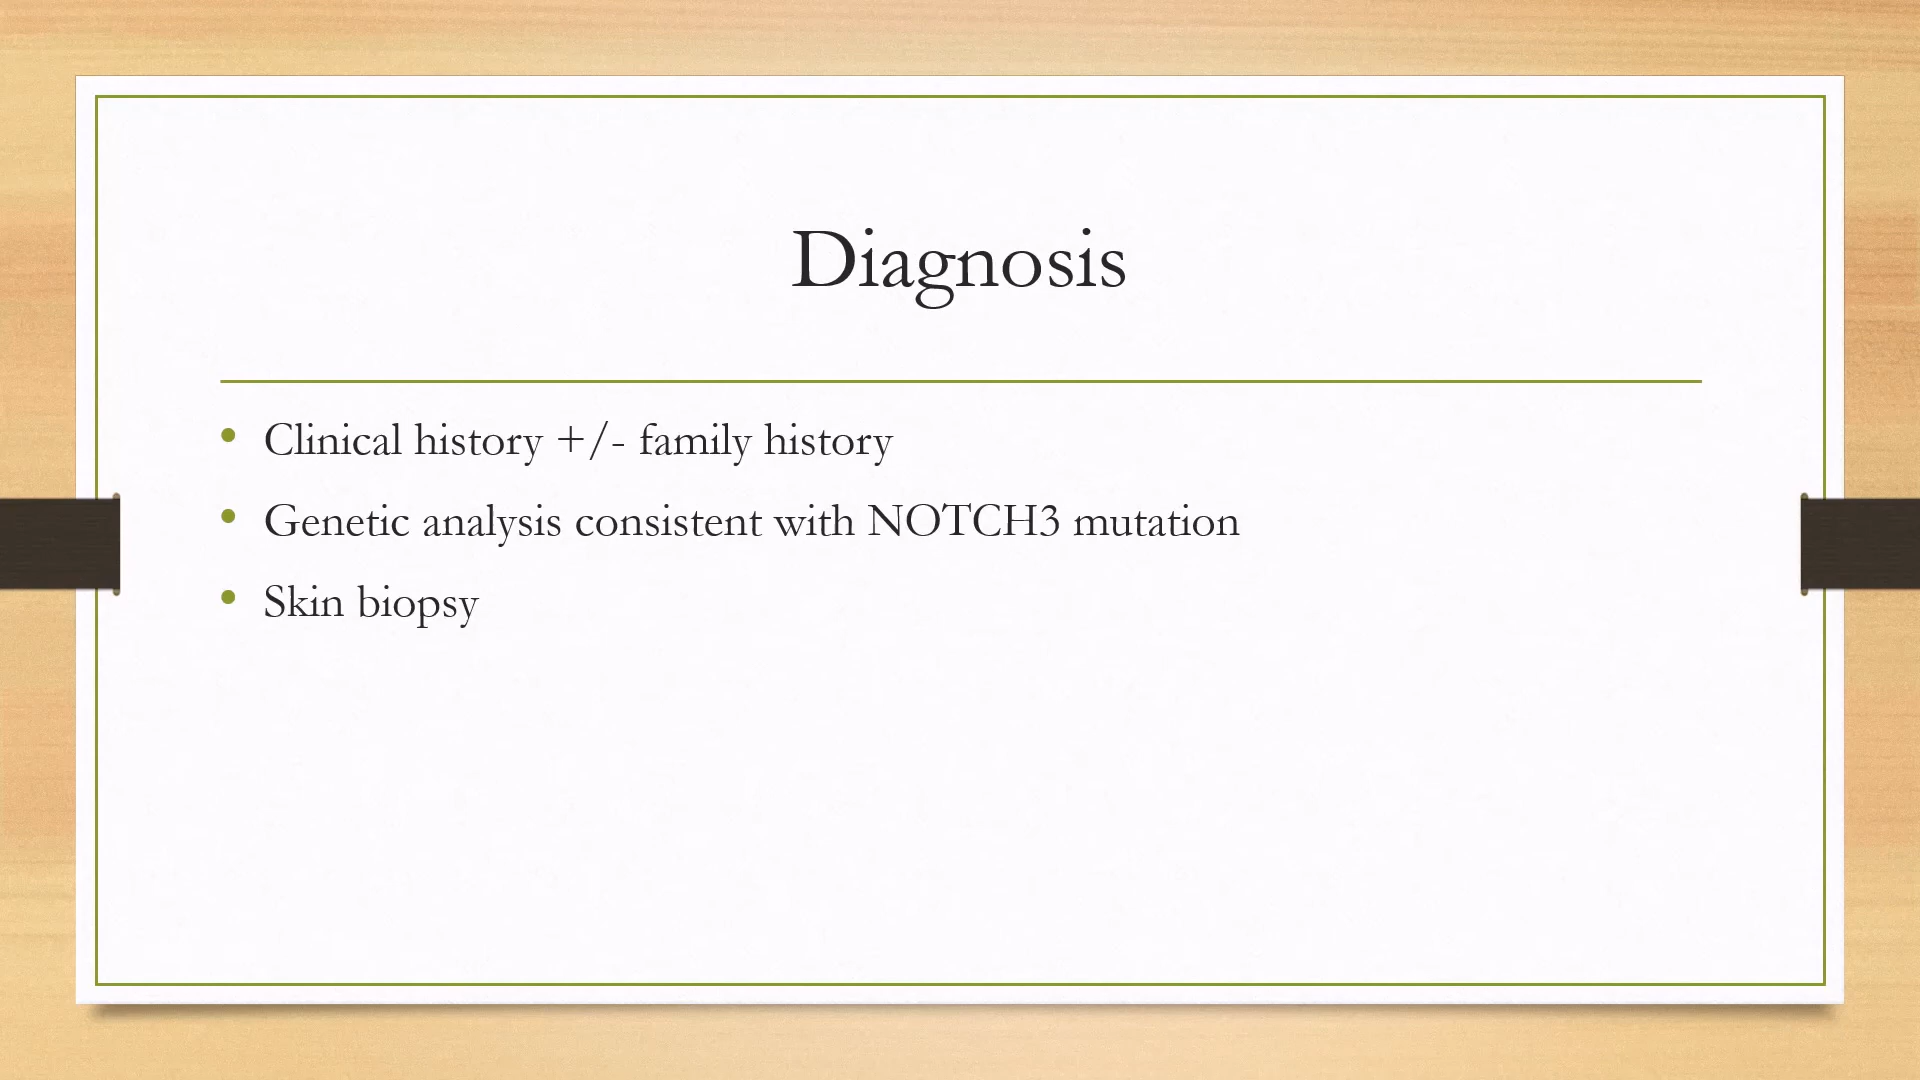 Diagnosis
• Clinical history +/- family history
• Genetic analysis consistent with NOTCH3 mutation
• Skin biopsy